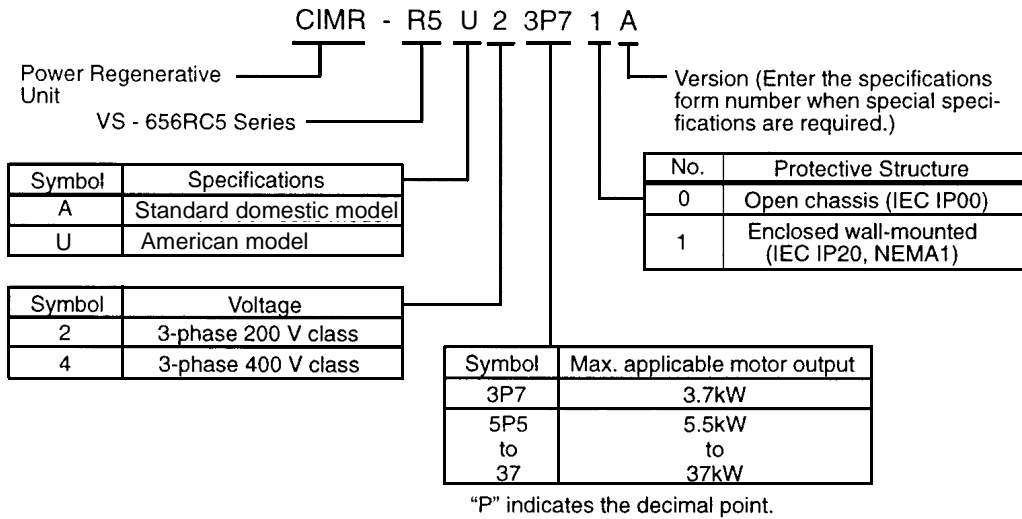 CIMR - R5 U 2 3P7 1 A
Power Regenerative
Unit
VS - 656RC5 Series
Version (Enter the specifications
form number when special speci-
fications are required.)
Symbol Specifications
A Standard domestic model
U American model
No. Protective Structure
0 Open chassis (IEC IP00)
1 Enclosed wall-mounted
(IEC IP20, NEMA1)
Symbol Voltage
2 3-phase 200 V class
4 3-phase 400 V class
Symbol Max. applicable motor output
3P7 3.7kW
5P5 5.5kW
to to
37 37kW
“P” indicates the decimal point.